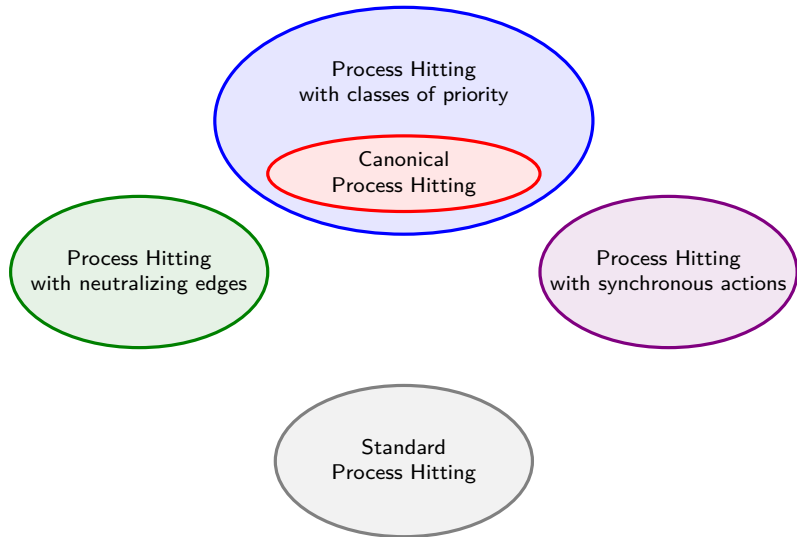 Process Hitting
with classes of priority
Canonical
Process Hitting
Process Hitting
with neutralizing edges
Process Hitting
with synchronous actions
Standard
Process Hitting